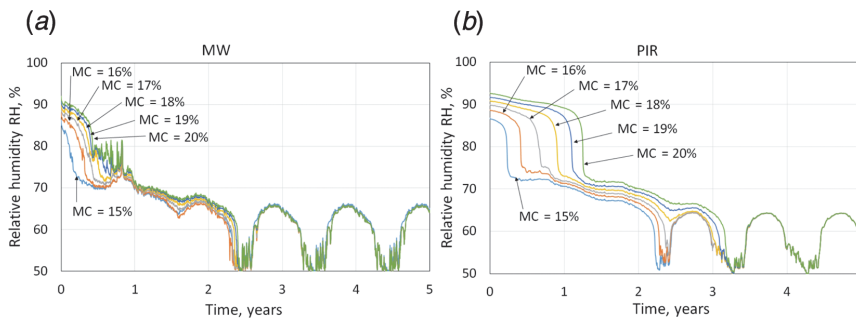 (a)
MW
Relative humidity RH, %
100
90
80
70
60
50
MC = 16%
MC = 17%
MC = 18%
MC = 19%
MC = 20%
MC = 15%
0 1 2 3 4 5
Time, years
(b)
PIR
Relative humidity RH, %
100
90
80
70
60
50
MC = 16%
MC = 17%
MC = 18%
MC = 19%
MC = 20%
MC = 15%
0 1 2 3 4
Time, years